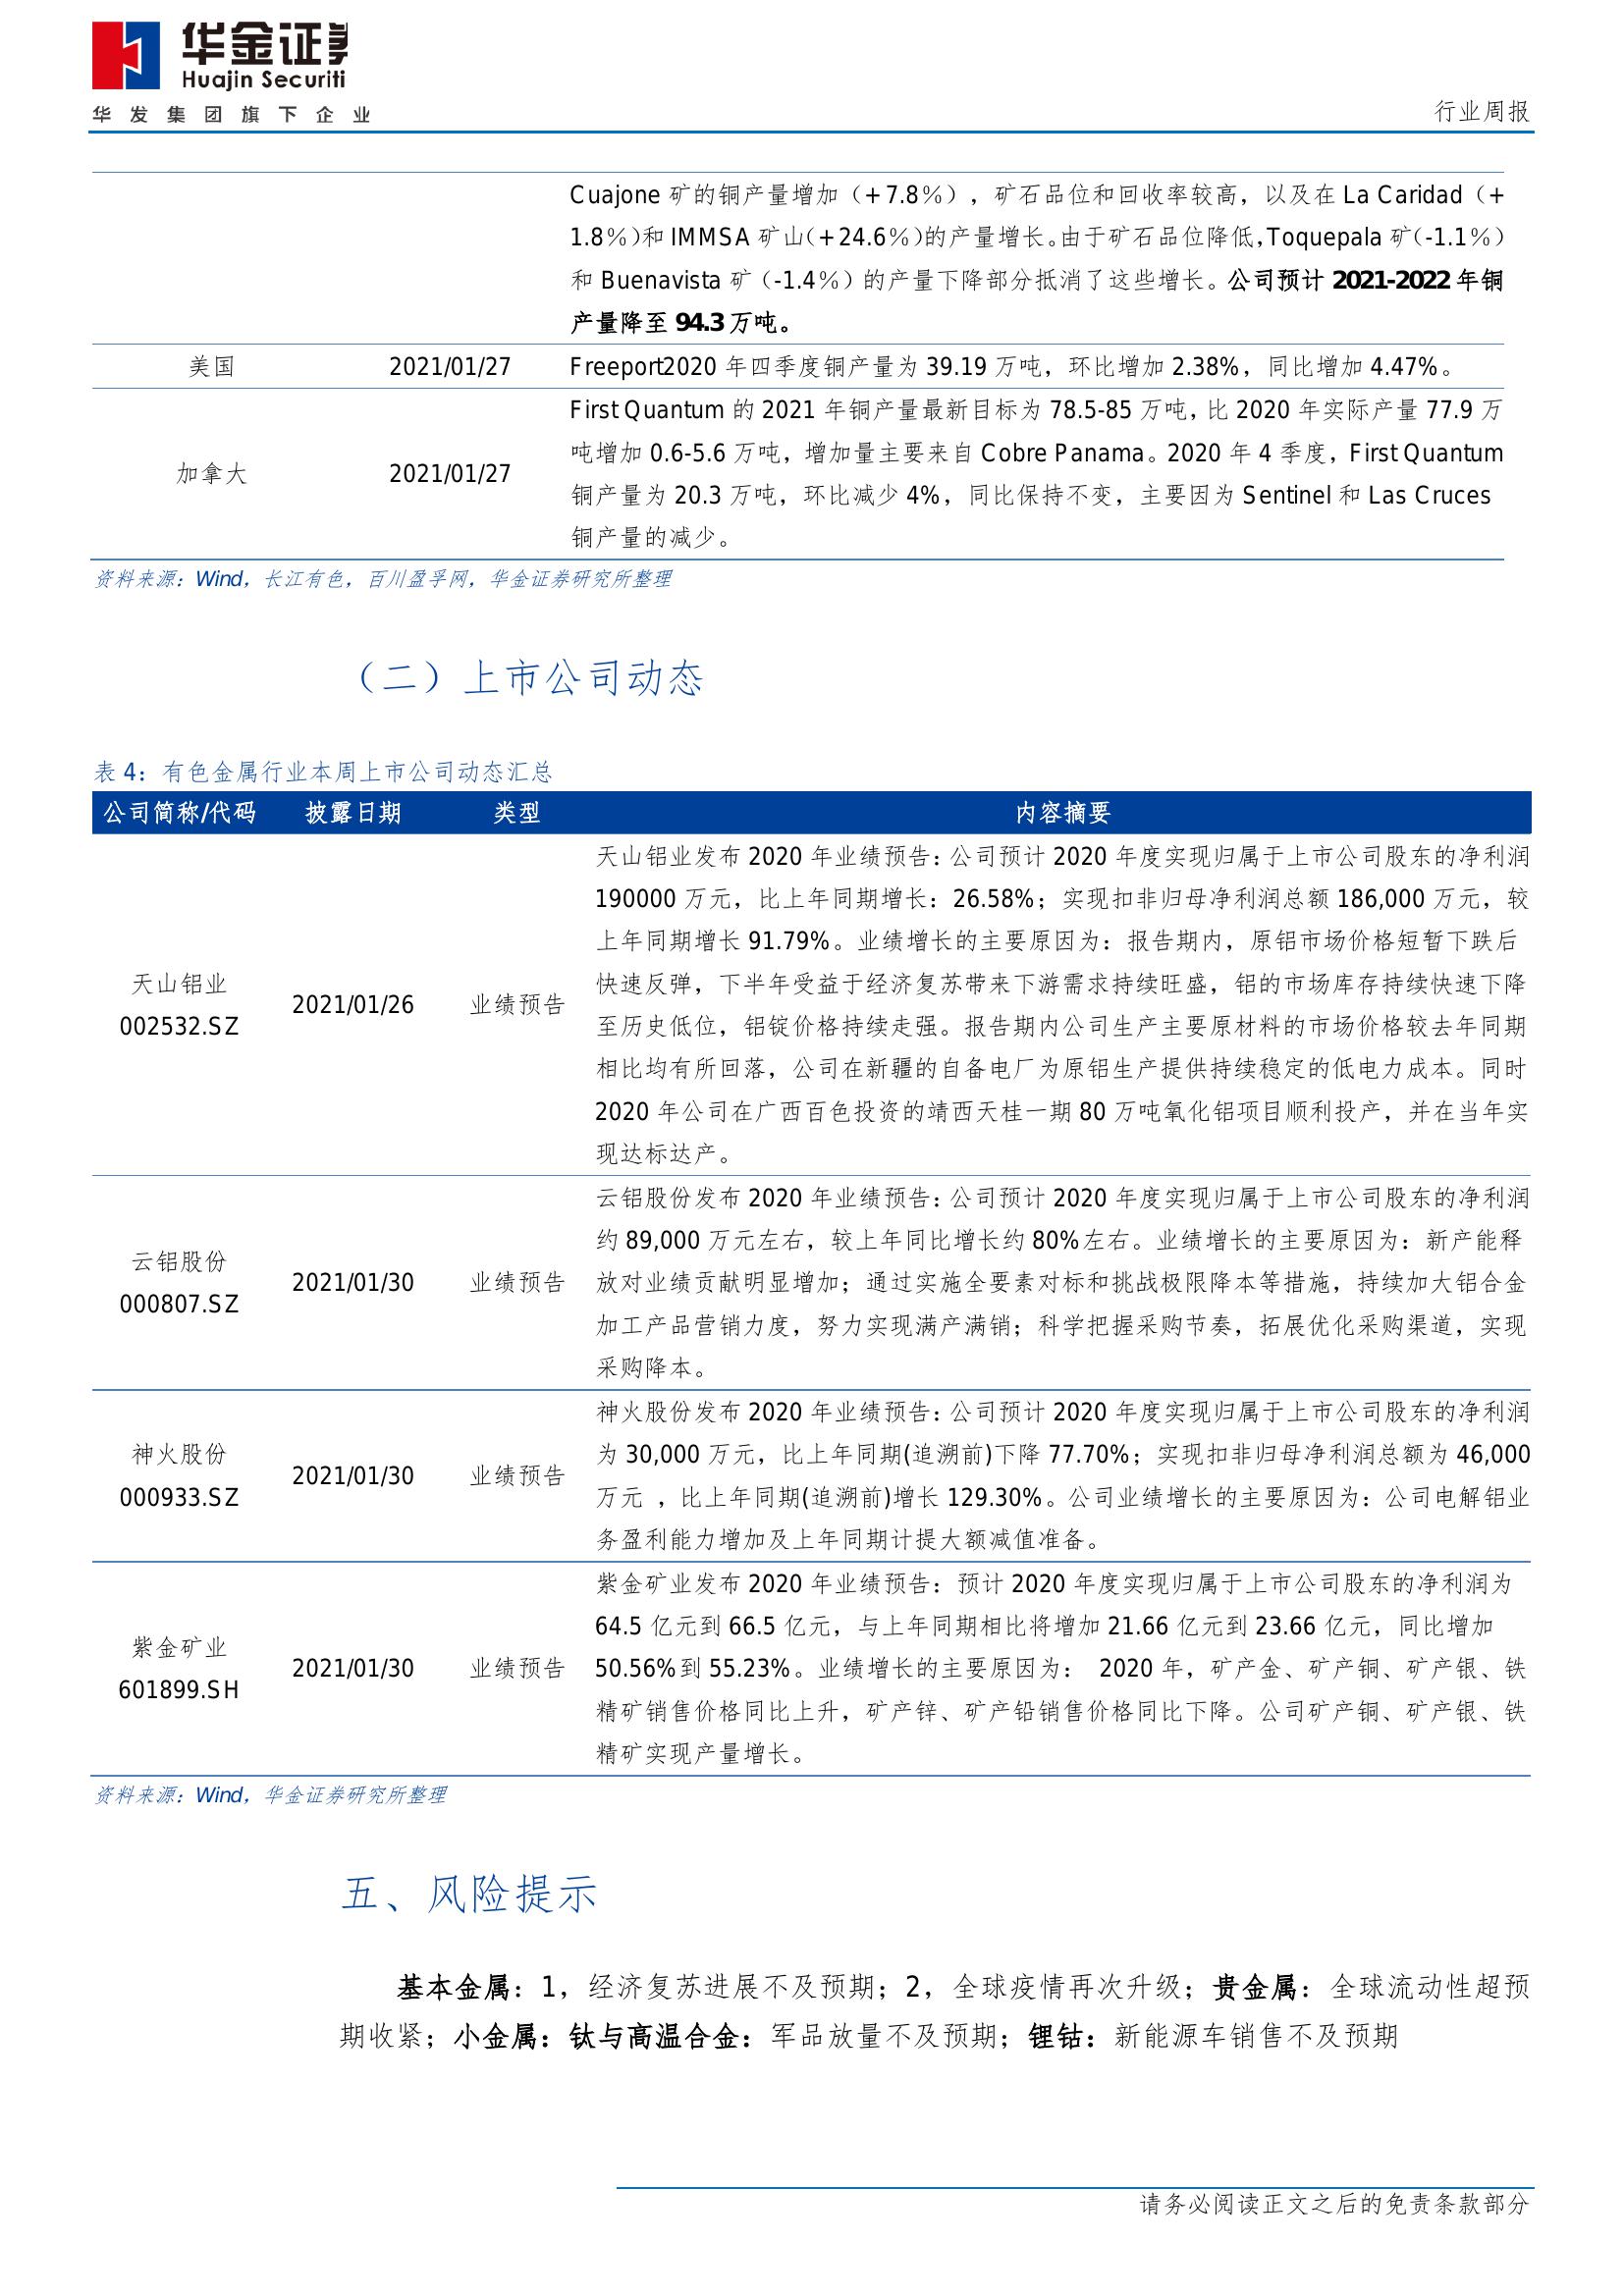 华金证券
Huajin Securiti
华发集团旗下企业
行业周报
Cuajone 矿的铜产量增加（+7.8%），矿石品位和回收率较高，以及在 La Caridad（+
1.8%）和 IMMSA 矿山（+24.6%）的产量增长。由于矿石品位降低，Toquepala 矿（-1.1%）
和 Buenavista 矿（-1.4%）的产量下降部分抵消了这些增长。公司预计 2021-2022 年铜
产量降至 94.3 万吨。
美国 2021/01/27 Freeport2020 年四季度铜产量为 39.19 万吨，环比增加 2.38%，同比增加 4.47%。
First Quantum 的 2021 年铜产量最新目标为 78.5-85 万吨，比 2020 年实际产量 77.9 万
吨增加 0.6-5.6 万吨，增加量主要来自 Cobre Panama。2020 年 4 季度，First Quantum
加拿大 2021/01/27
铜产量为 20.3 万吨，环比减少 4%，同比保持不变，主要因为 Sentinel 和 Las Cruces
铜产量的减少。
资料来源：Wind，长江有色，百川盈孚网，华金证券研究所整理
（二）上市公司动态
表 4：有色金属行业本周上市公司动态汇总
公司简称/代码 披露日期 类型 内容摘要
天山铝业
002532.SZ
2021/01/26 业绩预告
天山铝业发布 2020 年业绩预告：公司预计 2020 年度实现归属于上市公司股东的净利润
190000 万元，比上年同期增长：26.58%；实现扣非归母净利润总额 186,000 万元，较
上年同期增长 91.79%。业绩增长的主要原因为：报告期内，原铝市场价格短暂下跌后
快速反弹，下半年受益于经济复苏带来下游需求持续旺盛，铝的市场库存持续快速下降
至历史低位，铝锭价格持续走强。报告期内公司生产主要原材料的市场价格较去年同期
相比均有所回落，公司在新疆的自备电厂为原铝生产提供持续稳定的低电力成本。同时
2020 年公司在广西百色投资的靖西天桂一期 80 万吨氧化铝项目顺利投产，并在当年实
现达标达产。
云铝股份
000807.SZ
2021/01/30 业绩预告
云铝股份发布 2020 年业绩预告：公司预计 2020 年度实现归属于上市公司股东的净利润
约 89,000 万元左右，较上年同比增长约 80%左右。业绩增长的主要原因为：新产能释
放对业绩贡献明显增加；通过实施全要素对标和挑战极限降本等措施，持续加大铝合金
加工产品营销力度，努力实现满产满销；科学把握采购节奏，拓展优化采购渠道，实现
采购降本。
神火股份
000933.SZ
2021/01/30 业绩预告
神火股份发布 2020 年业绩预告：公司预计 2020 年度实现归属于上市公司股东的净利润
为 30,000 万元，比上年同期(追溯前)下降 77.70%；实现扣非归母净利润总额为 46,000
万元 ，比上年同期(追溯前)增长 129.30%。公司业绩增长的主要原因为：公司电解铝业
务盈利能力增加及上年同期计提大额减值准备。
紫金矿业
601899.SH
2021/01/30 业绩预告
紫金矿业发布 2020 年业绩预告：预计 2020 年度实现归属于上市公司股东的净利润为
64.5 亿元到 66.5 亿元，与上年同期相比将增加 21.66 亿元到 23.66 亿元，同比增加
50.56%到 55.23%。业绩增长的主要原因为： 2020 年，矿产金、矿产铜、矿产银、铁
精矿销售价格同比上升，矿产锌、矿产铅销售价格同比下降。公司矿产铜、矿产银、铁
精矿实现产量增长。
资料来源：Wind，华金证券研究所整理
五、风险提示
基本金属：1，经济复苏进展不及预期；2，全球疫情再次升级；贵金属：全球流动性超预
期收紧；小金属：钛与高温合金：军品放量不及预期；锂钴：新能源车销售不及预期
请务必阅读正文之后的免责条款部分